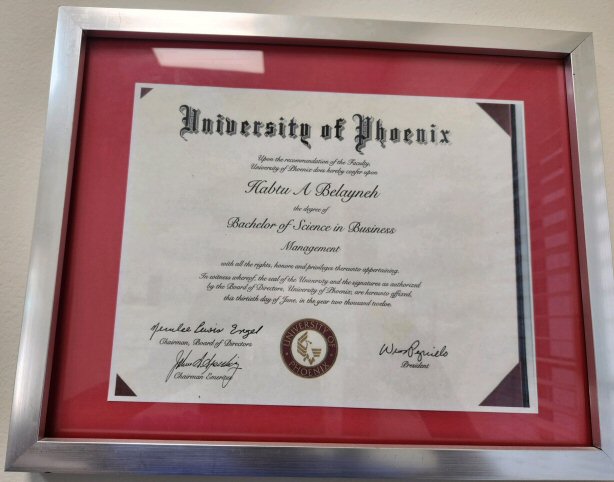 University of Phoenix
Upon the recommendation of the Faculty,
University of Phoenix does hereby confer upon
Habtu A Belayneh
the degree of
Bachelor of Science in Business
Management
with all the rights, honors and privileges thereunto appertaining.
In witness whereof, the seal of the University and the signatures as authorized
by the Board of Directors, University of Phoenix, are hereunto affixed,
this thirtieth day of June, in the year two thousand twelve.
Chairman, Board of Directors
UNIVERSITY OF
PHOENIX
President
Chairman Emeritus